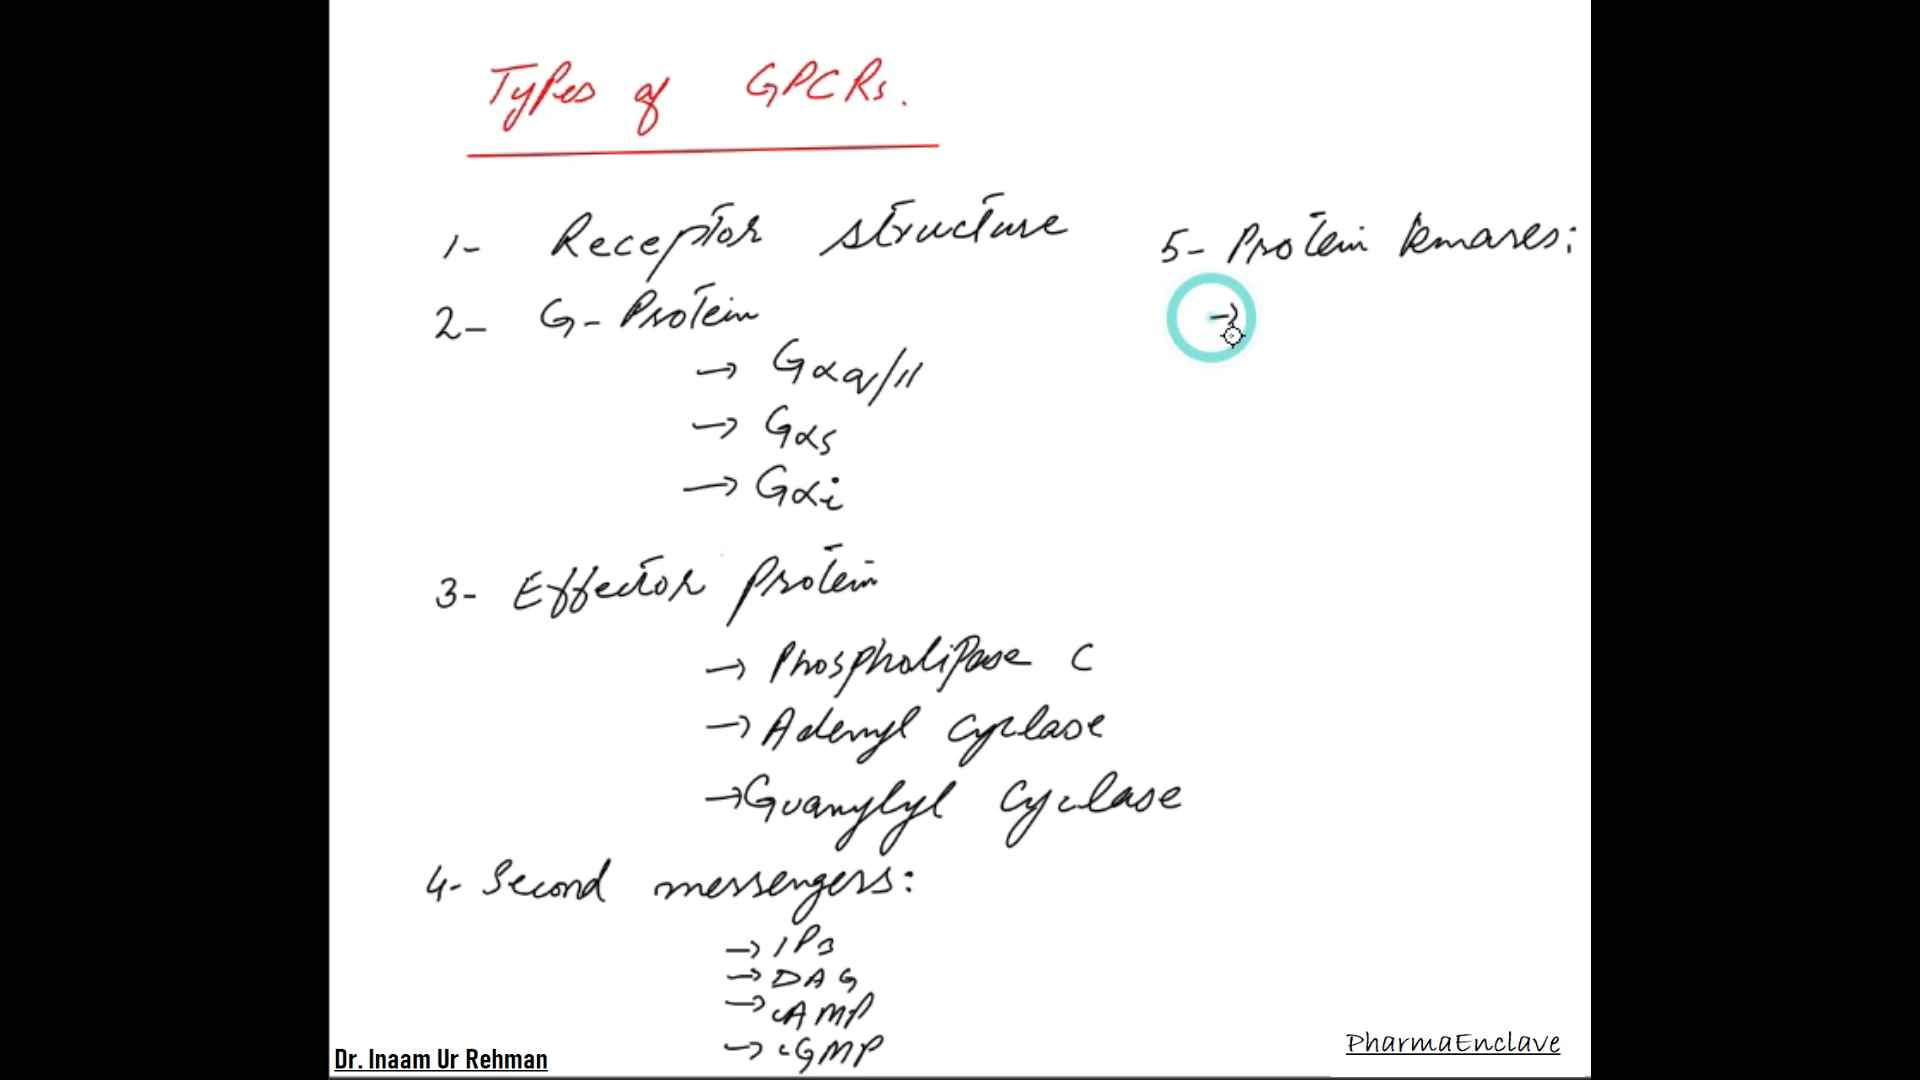 Types of GPCRs.
1- Receptor structure
2- G-Protein
→ Gαq/11
→ Gαs
→ Gαi
3- Effector protein
→ Phospholipase C
→ Adenyl cyclase
→ Guanylyl cyclase
4- Second messengers:
→ IP3
→ DAG
→ cAMP
→ cGMP
5- Protein kinases:
→
Dr. Inaam Ur Rehman
PharmaEnclave